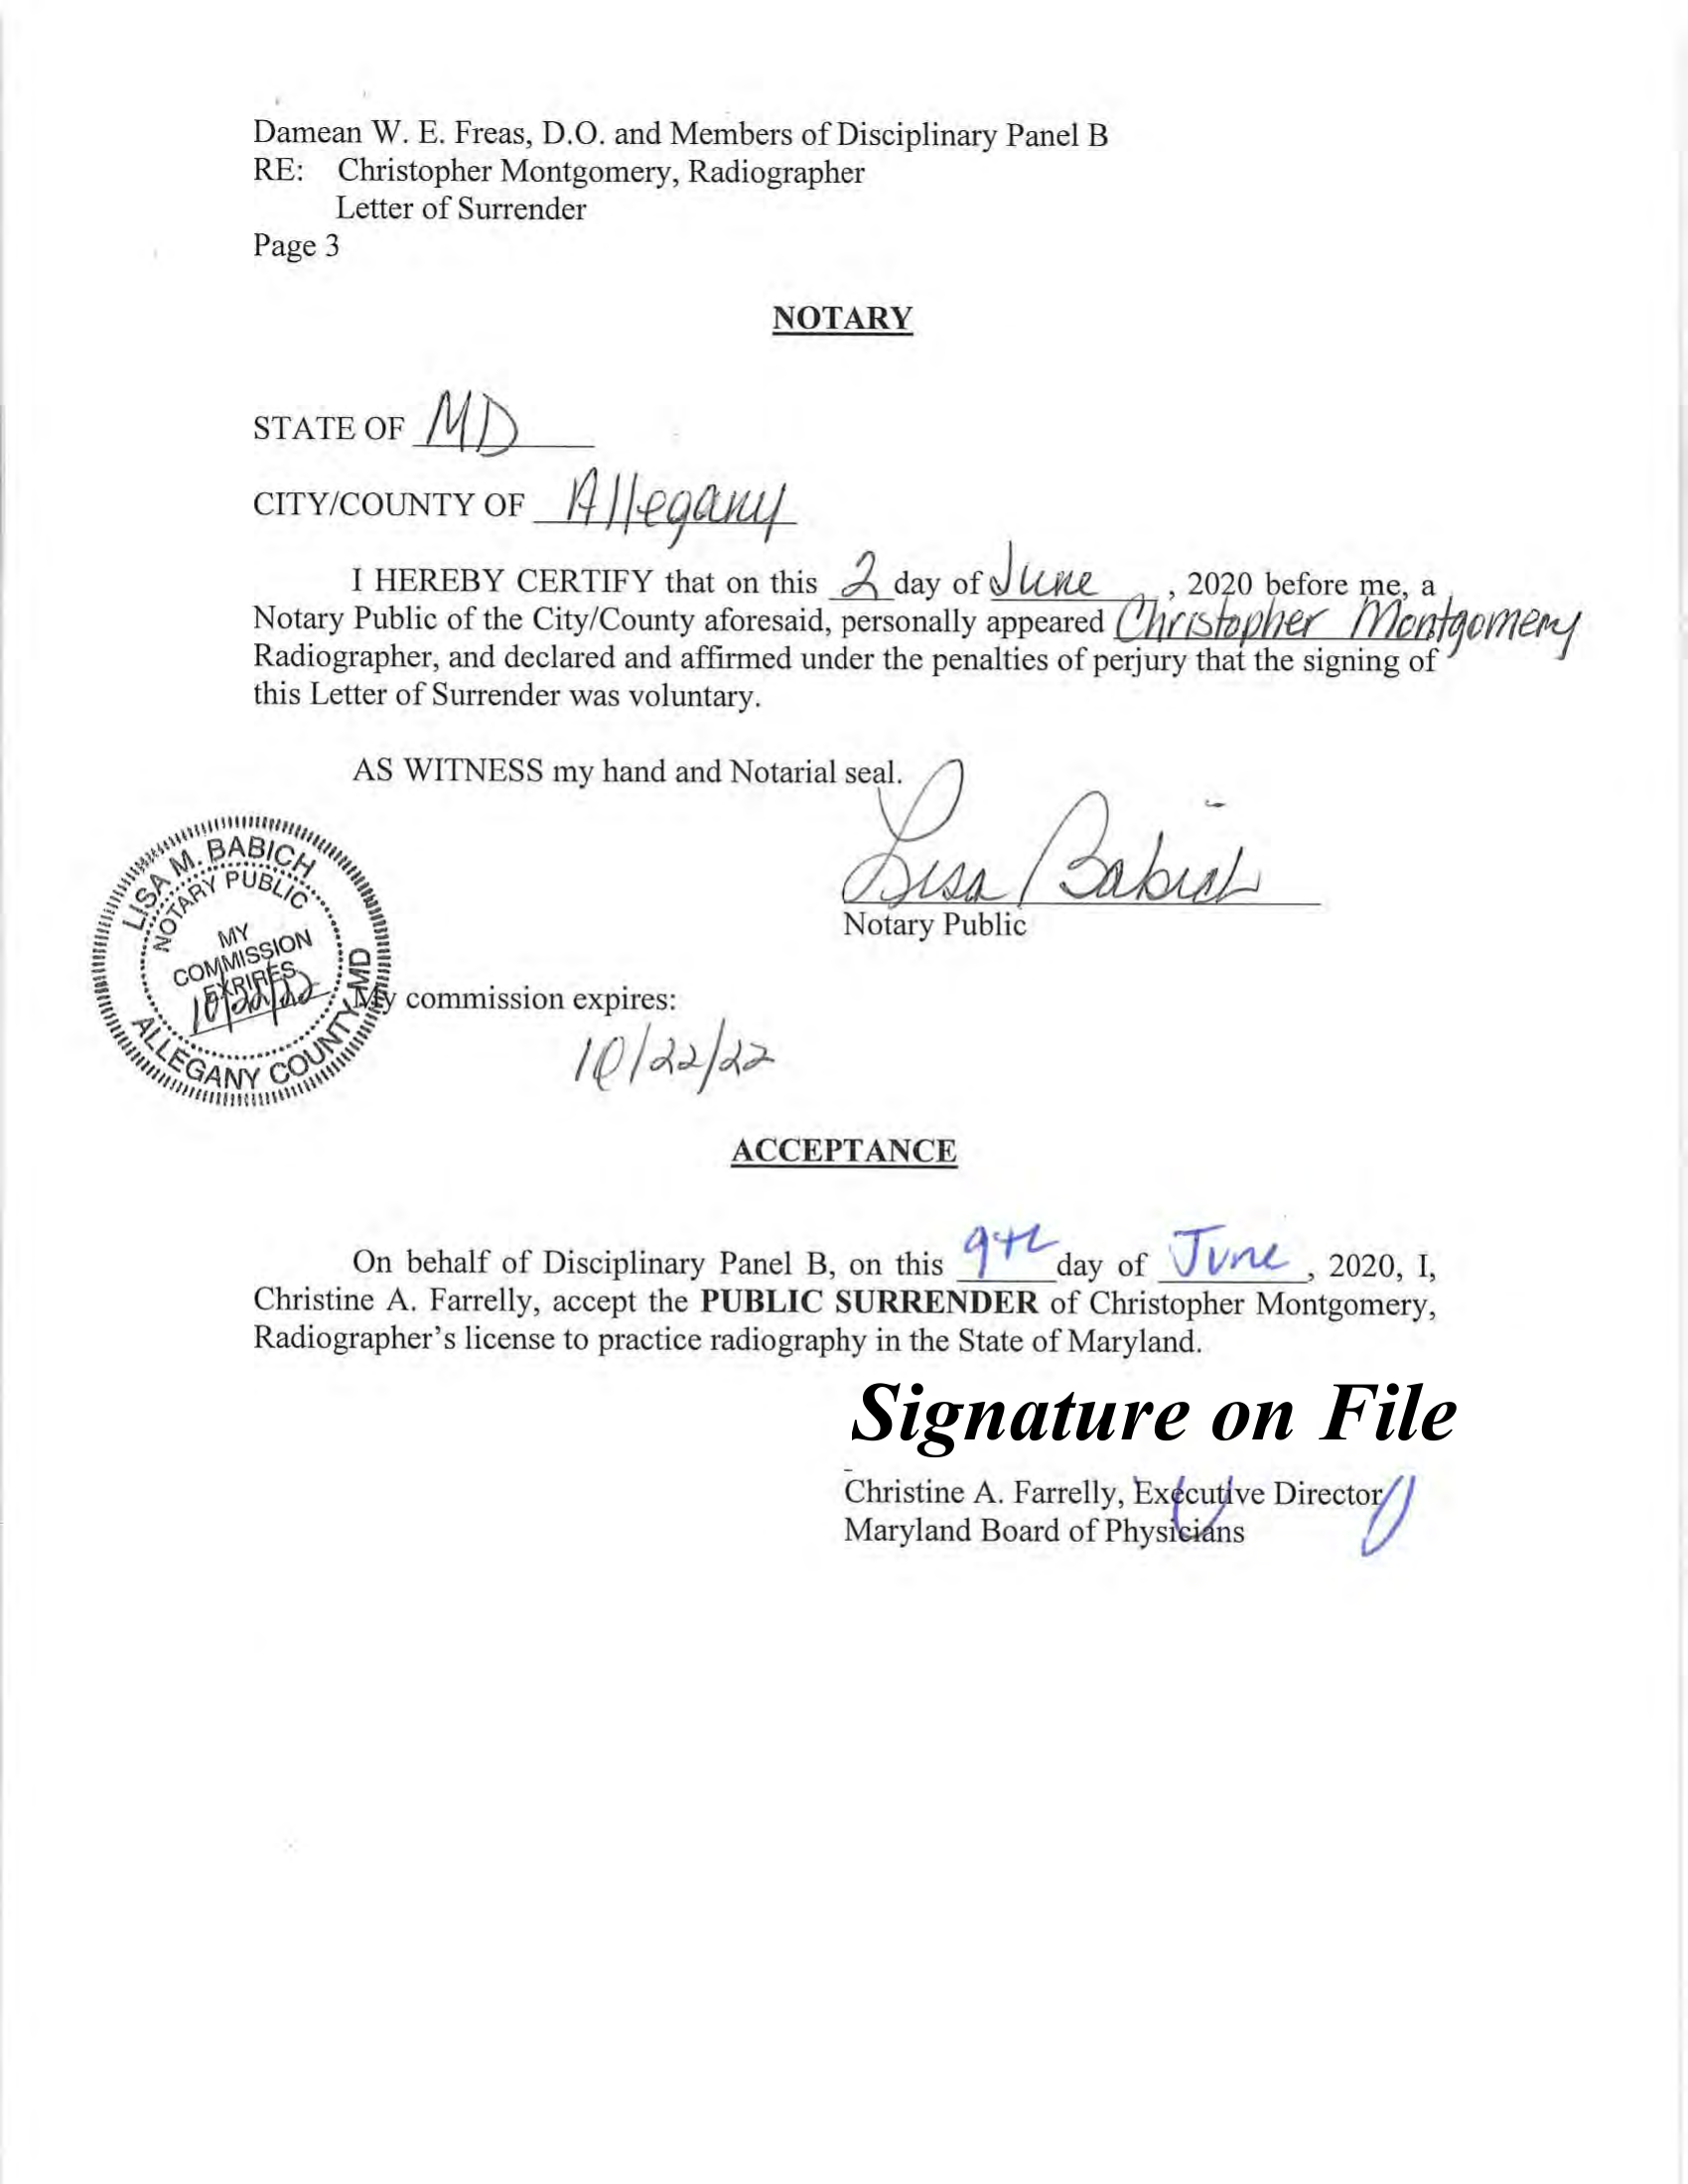 Damean W. E. Freas, D.O. and Members of Disciplinary Panel B
RE: Christopher Montgomery, Radiographer
Letter of Surrender
Page 3
NOTARY
STATE OF MD
CITY/COUNTY OF Allegany
I HEREBY CERTIFY that on this 2 day of June, 2020 before me, a
Notary Public of the City/County aforesaid, personally appeared Christopher Montgomery
Radiographer, and declared and affirmed under the penalties of perjury that the signing of
this Letter of Surrender was voluntary.
AS WITNESS my hand and Notarial seal.
Lisa Babich
Notary Public
LISA M. BABICH
NOTARY PUBLIC
MY
COMMISSION
EXPIRES
10/22/22
ALLEGANY COUNTY, MD
My commission expires:
10/22/22
ACCEPTANCE
On behalf of Disciplinary Panel B, on this 9th day of June, 2020, I,
Christine A. Farrelly, accept the PUBLIC SURRENDER of Christopher Montgomery,
Radiographer's license to practice radiography in the State of Maryland.
Signature on File
Christine A. Farrelly, Executive Director
Maryland Board of Physicians